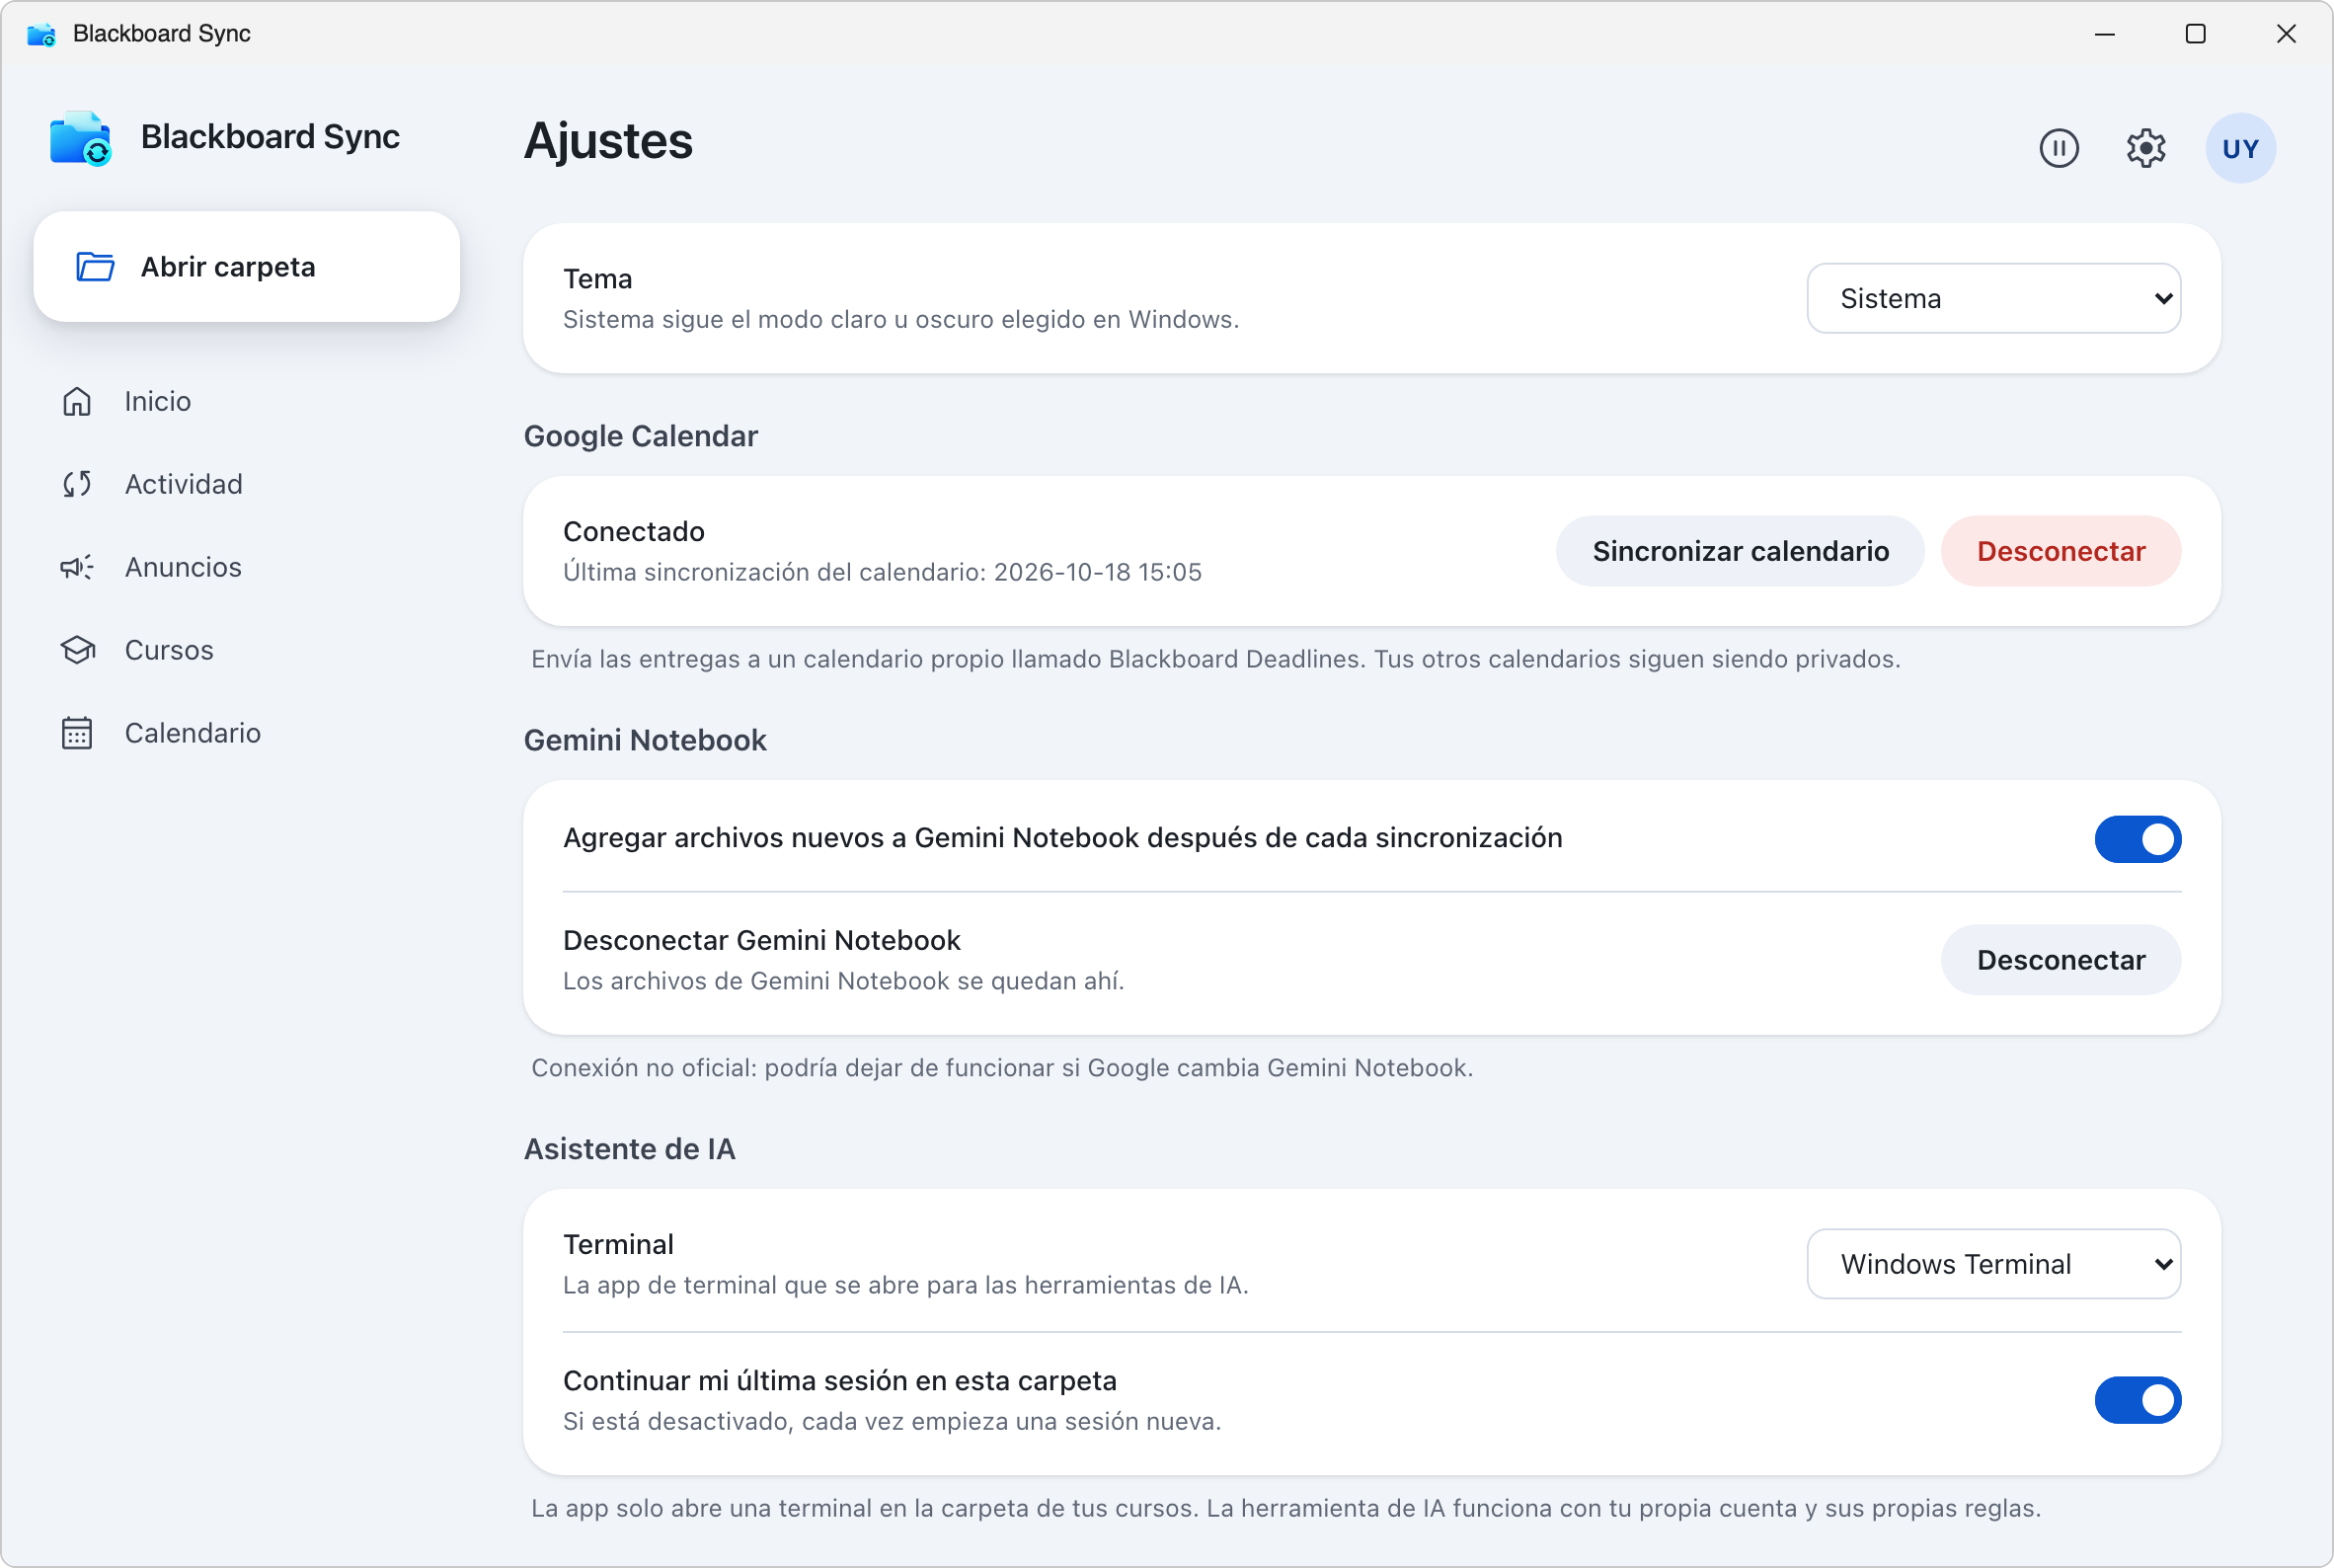 Blackboard Sync
Blackboard Sync
Abrir carpeta
Inicio
Actividad
Anuncios
Cursos
Calendario
Ajustes
UY
Tema
Sistema sigue el modo claro u oscuro elegido en Windows.
Sistema
Google Calendar
Conectado
Última sincronización del calendario: 2026-10-18 15:05
Sincronizar calendario
Desconectar
Envía las entregas a un calendario propio llamado Blackboard Deadlines. Tus otros calendarios siguen siendo privados.
Gemini Notebook
Agregar archivos nuevos a Gemini Notebook después de cada sincronización
Desconectar Gemini Notebook
Los archivos de Gemini Notebook se quedan ahí.
Desconectar
Conexión no oficial: podría dejar de funcionar si Google cambia Gemini Notebook.
Asistente de IA
Terminal
La app de terminal que se abre para las herramientas de IA.
Windows Terminal
Continuar mi última sesión en esta carpeta
Si está desactivado, cada vez empieza una sesión nueva.
La app solo abre una terminal en la carpeta de tus cursos. La herramienta de IA funciona con tu propia cuenta y sus propias reglas.